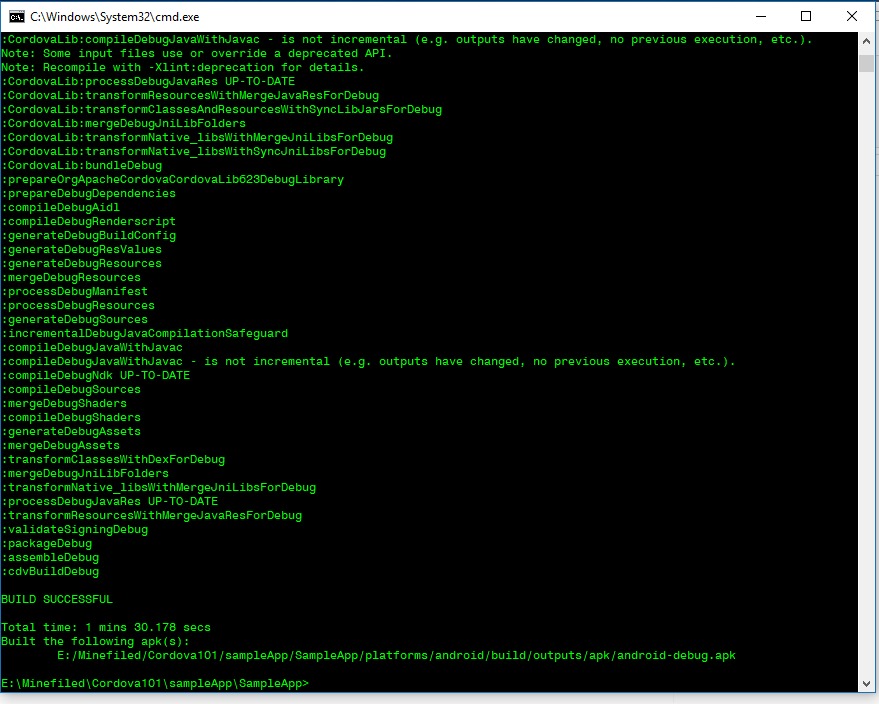 C:\Windows\System32\cmd.exe
:CordovaLib:compileDebugJavaWithJavac - is not incremental (e.g. outputs have changed, no previous execution, etc.).
Note: Some input files use or override a deprecated API.
Note: Recompile with -Xlint:deprecation for details.
:CordovaLib:processDebugJavaRes UP-TO-DATE
:CordovaLib:transformResourcesWithMergeJavaResForDebug
:CordovaLib:transformClassesAndResourcesWithSyncLibJarsForDebug
:CordovaLib:mergeDebugJniLibFolders
:CordovaLib:transformNative_libsWithMergeJniLibsForDebug
:CordovaLib:transformNative_libsWithSyncJniLibsForDebug
:CordovaLib:bundleDebug
:prepareOrgApacheCordovaCordovaLib623DebugLibrary
:prepareDebugDependencies
:compileDebugAidl
:compileDebugRenderscript
:generateDebugBuildConfig
:generateDebugResValues
:generateDebugResources
:mergeDebugResources
:processDebugManifest
:processDebugResources
:generateDebugSources
:incrementalDebugJavaCompilationSafeguard
:compileDebugJavaWithJavac
:compileDebugJavaWithJavac - is not incremental (e.g. outputs have changed, no previous execution, etc.).
:compileDebugNdk UP-TO-DATE
:compileDebugSources
:mergeDebugShaders
:compileDebugShaders
:generateDebugAssets
:mergeDebugAssets
:transformClassesWithDexForDebug
:mergeDebugJniLibFolders
:transformNative_libsWithMergeJniLibsForDebug
:processDebugJavaRes UP-TO-DATE
:transformResourcesWithMergeJavaResForDebug
:validateSigningDebug
:packageDebug
:assembleDebug
:cdvBuildDebug
BUILD SUCCESSFUL
Total time: 1 mins 30.178 secs
Built the following apk(s):
E:/Minefiled/Cordova101/sampleApp/SampleApp/platforms/android/build/outputs/apk/android-debug.apk
E:\Minefiled\Cordova101\sampleApp\SampleApp>